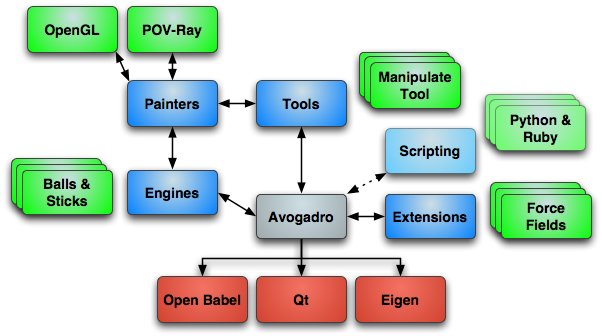 OpenGL
POV-Ray
Manipulate
Tool
Painters
Tools
Python &
Ruby
Scripting
Balls &
Sticks
Engines
Avogadro
Extensions
Force
Fields
Open Babel
Qt
Eigen